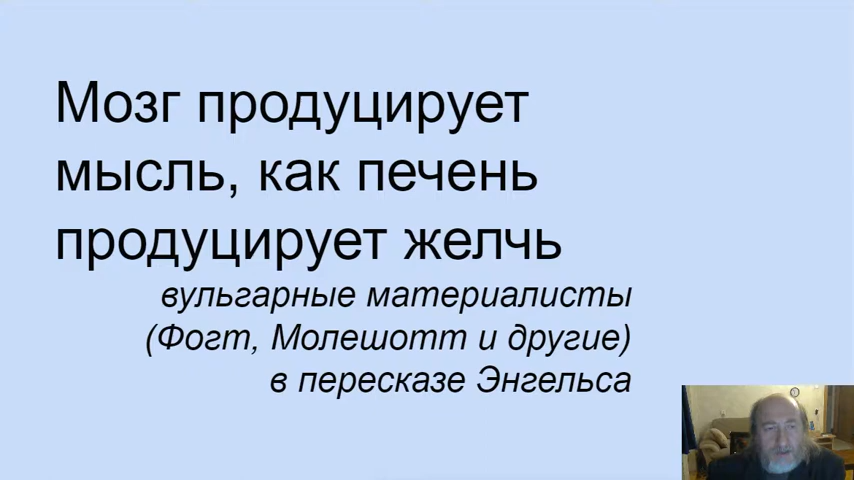 Мозг продуцирует
мысль, как печень
продуцирует желчь
вульгарные материалисты
(Фогт, Молешотт и другие)
в пересказе Энгельса